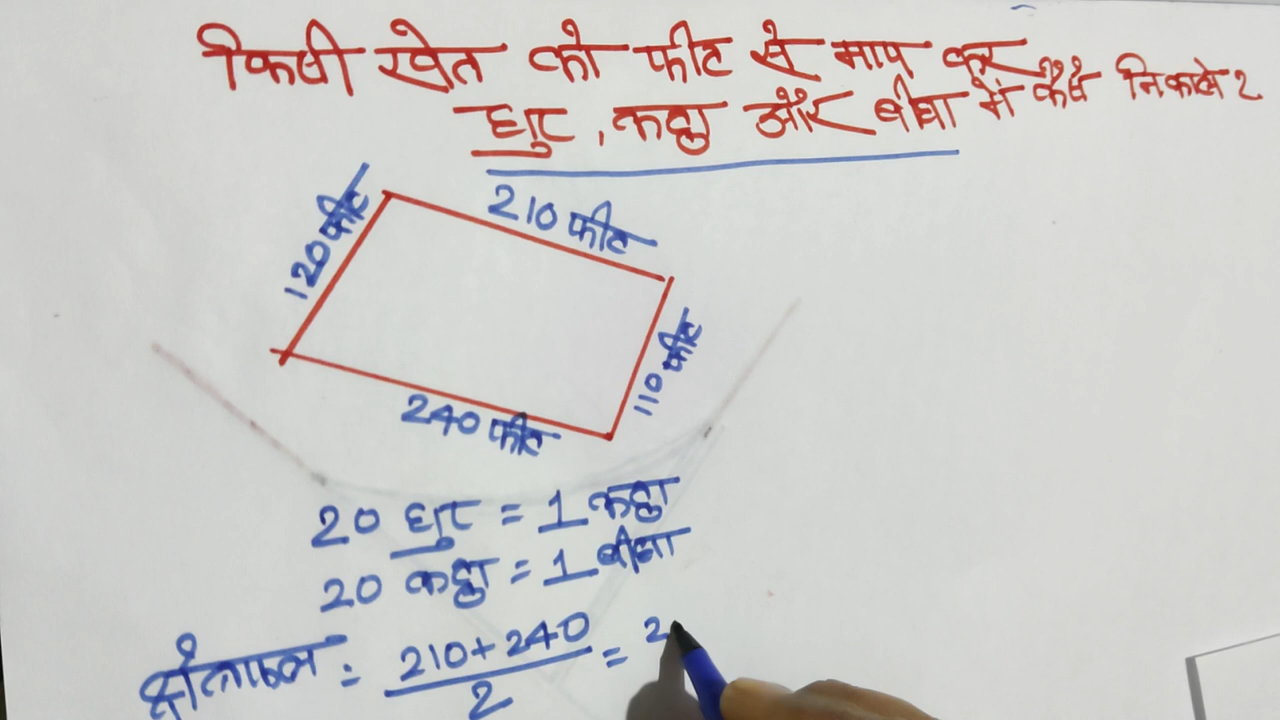 किसी खेत को फीट से माप कर
धुर, कट्ठा और बीघा में कैसे निकाले ?
210 फीट
120 फीट
110 फीट
240 फीट
20 धुर = 1 कट्ठा
20 कट्ठा = 1 बीघा
क्षेत्रफल = 210+240 = 2
2